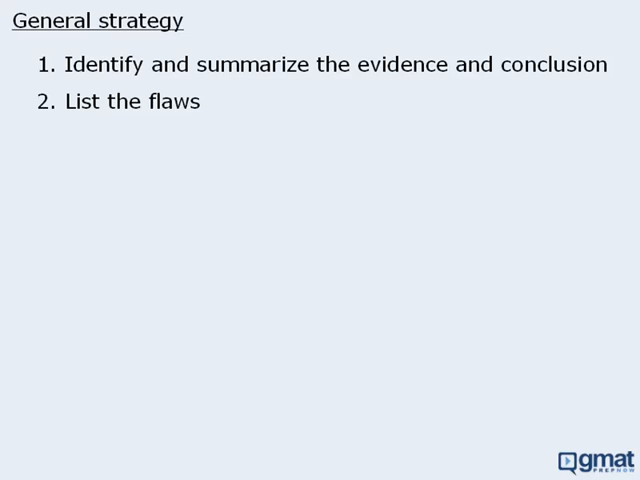 General strategy
1. Identify and summarize the evidence and conclusion
2. List the flaws
gmat
PREPNOW